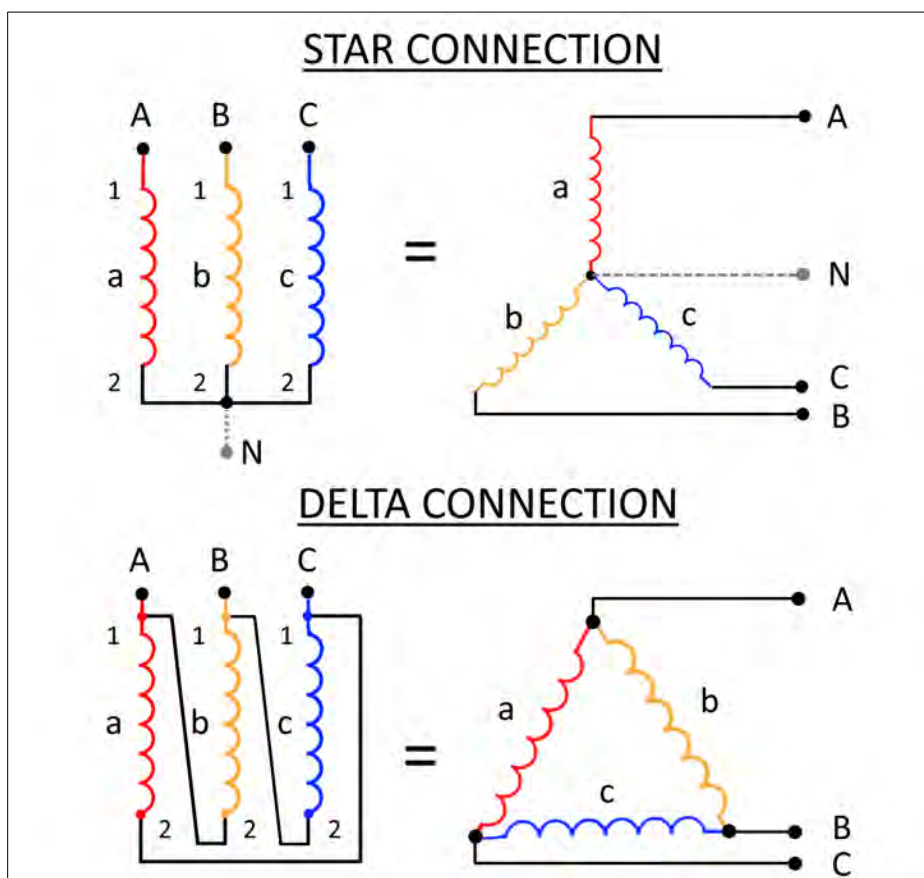 STAR CONNECTION
A B C
A
1 1 1
a
a b c
=
N
b c
2 2 2
C
B
N
DELTA CONNECTION
A B C
A
1 1 1
a b
a b c
=
c
2 2 2
B
C